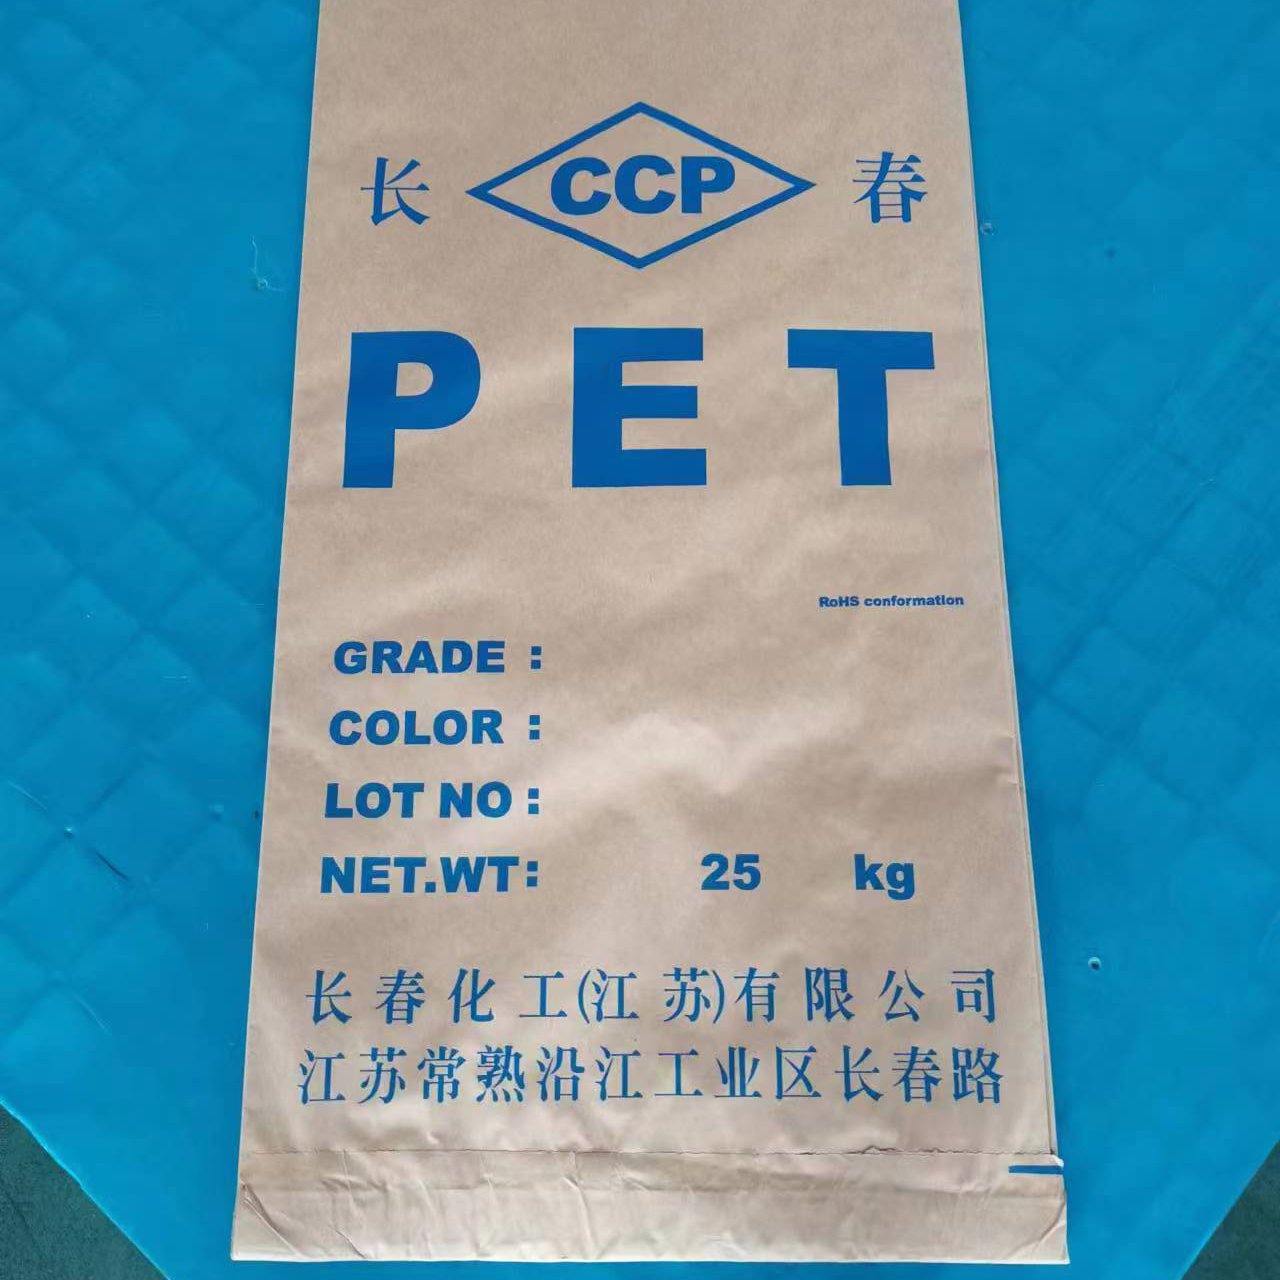 长 CCP 春
PET
RoHS conformation
GRADE :
COLOR :
LOT NO :
NET.WT: 25 kg
长春化工(江苏)有限公司
江苏常熟沿江工业区长春路